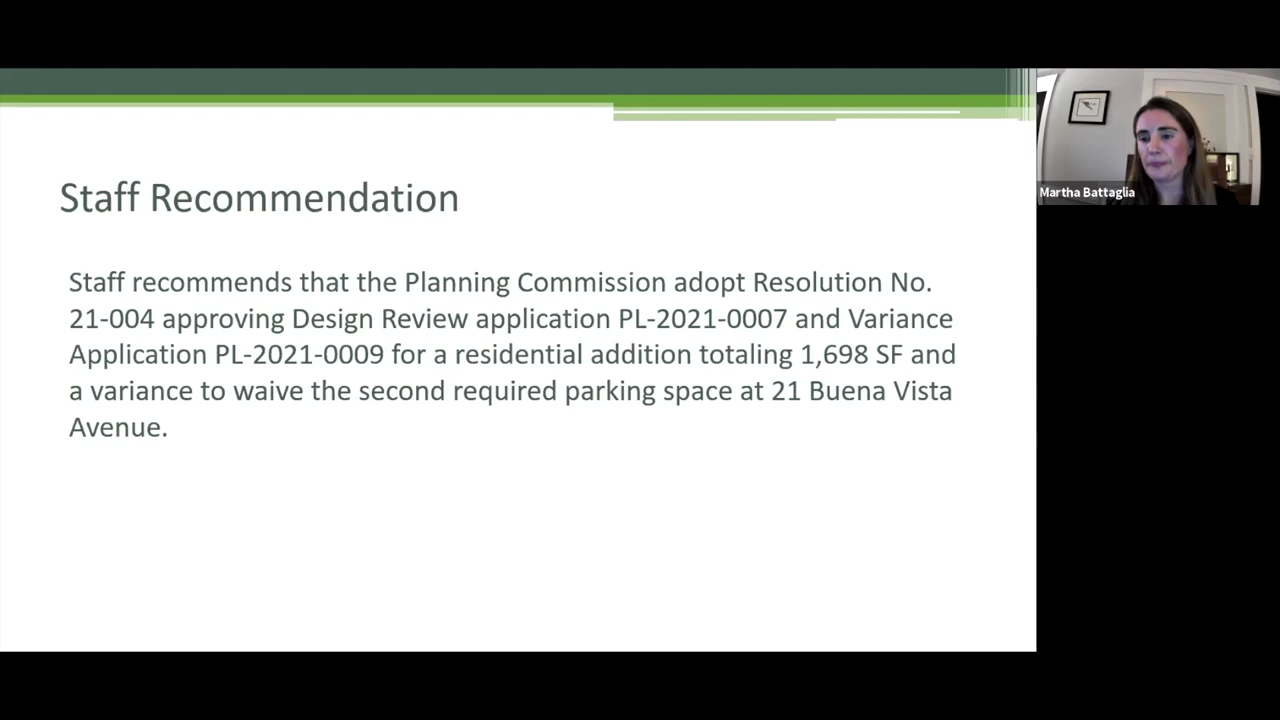 Staff Recommendation
Staff recommends that the Planning Commission adopt Resolution No.
21-004 approving Design Review application PL-2021-0007 and Variance
Application PL-2021-0009 for a residential addition totaling 1,698 SF and
a variance to waive the second required parking space at 21 Buena Vista
Avenue.
Martha Battaglia